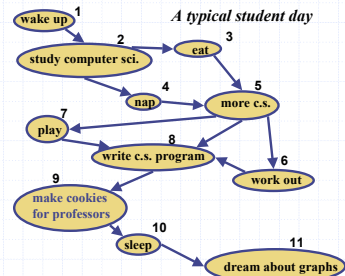 A typical student day
1
wake up
2
study computer sci.
3
eat
4
nap
5
more c.s.
7
play
8
write c.s. program
6
work out
9
make cookies
for professors
10
sleep
11
dream about graphs